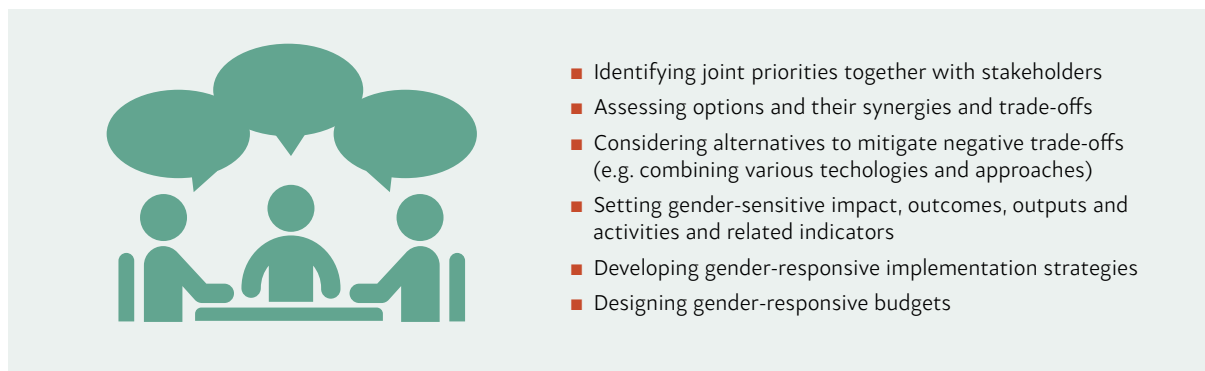 ■ Identifying joint priorities together with stakeholders
■ Assessing options and their synergies and trade-offs
■ Considering alternatives to mitigate negative trade-offs
(e.g. combining various techologies and approaches)
■ Setting gender-sensitive impact, outcomes, outputs and
activities and related indicators
■ Developing gender-responsive implementation strategies
■ Designing gender-responsive budgets